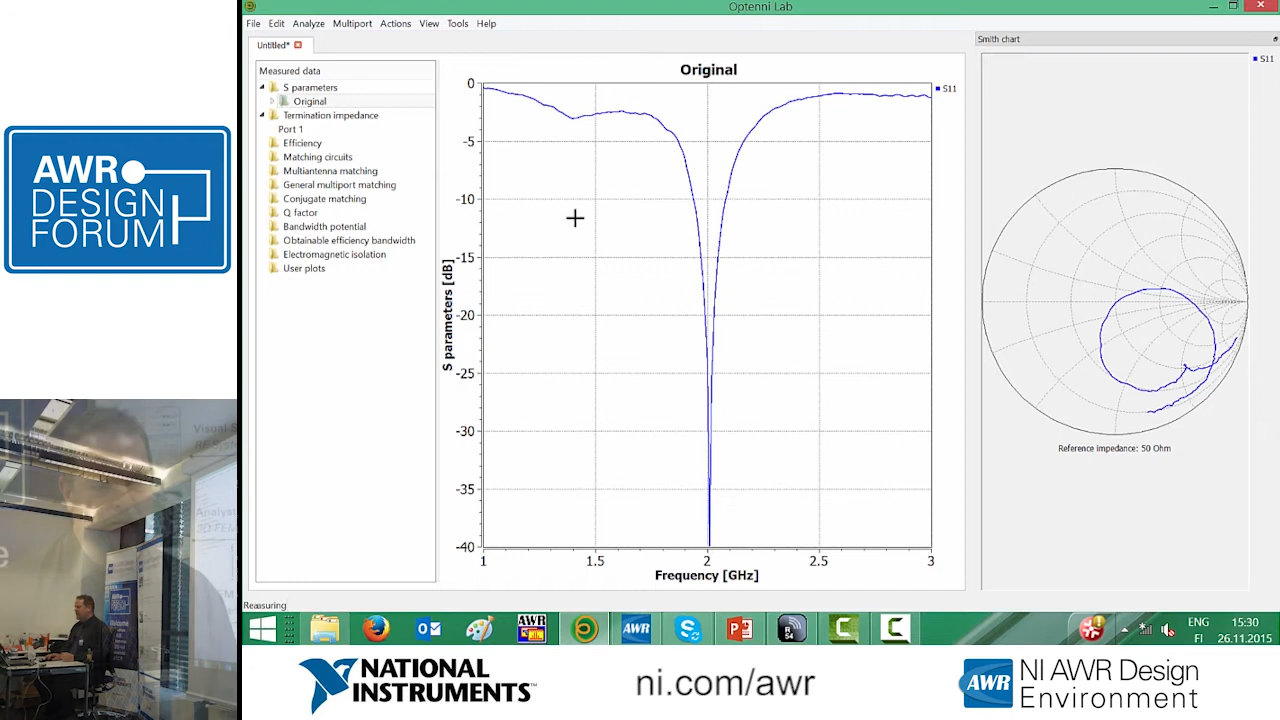 Optenni Lab
File Edit Analyze Multiport Actions View Tools Help
Untitled*
Measured data
S parameters
Original
Termination impedance
Port 1
Efficiency
Matching circuits
Multiantenna matching
General multiport matching
Conjugate matching
Q factor
Bandwidth potential
Obtainable efficiency bandwidth
Electromagnetic isolation
User plots
Original
S11
0
-5
-10
-15
-20
-25
-30
-35
-40
S parameters [dB]
1 1.5 2 2.5 3
Frequency [GHz]
Smith chart
S11
Reference impedance: 50 Ohm
Reasuring
AWR
DESIGN
FORUM
AWR
AWR
ENG
FI
15:30
26.11.2015
NATIONAL
INSTRUMENTS™
ni.com/awr
AWR
NI AWR Design
Environment